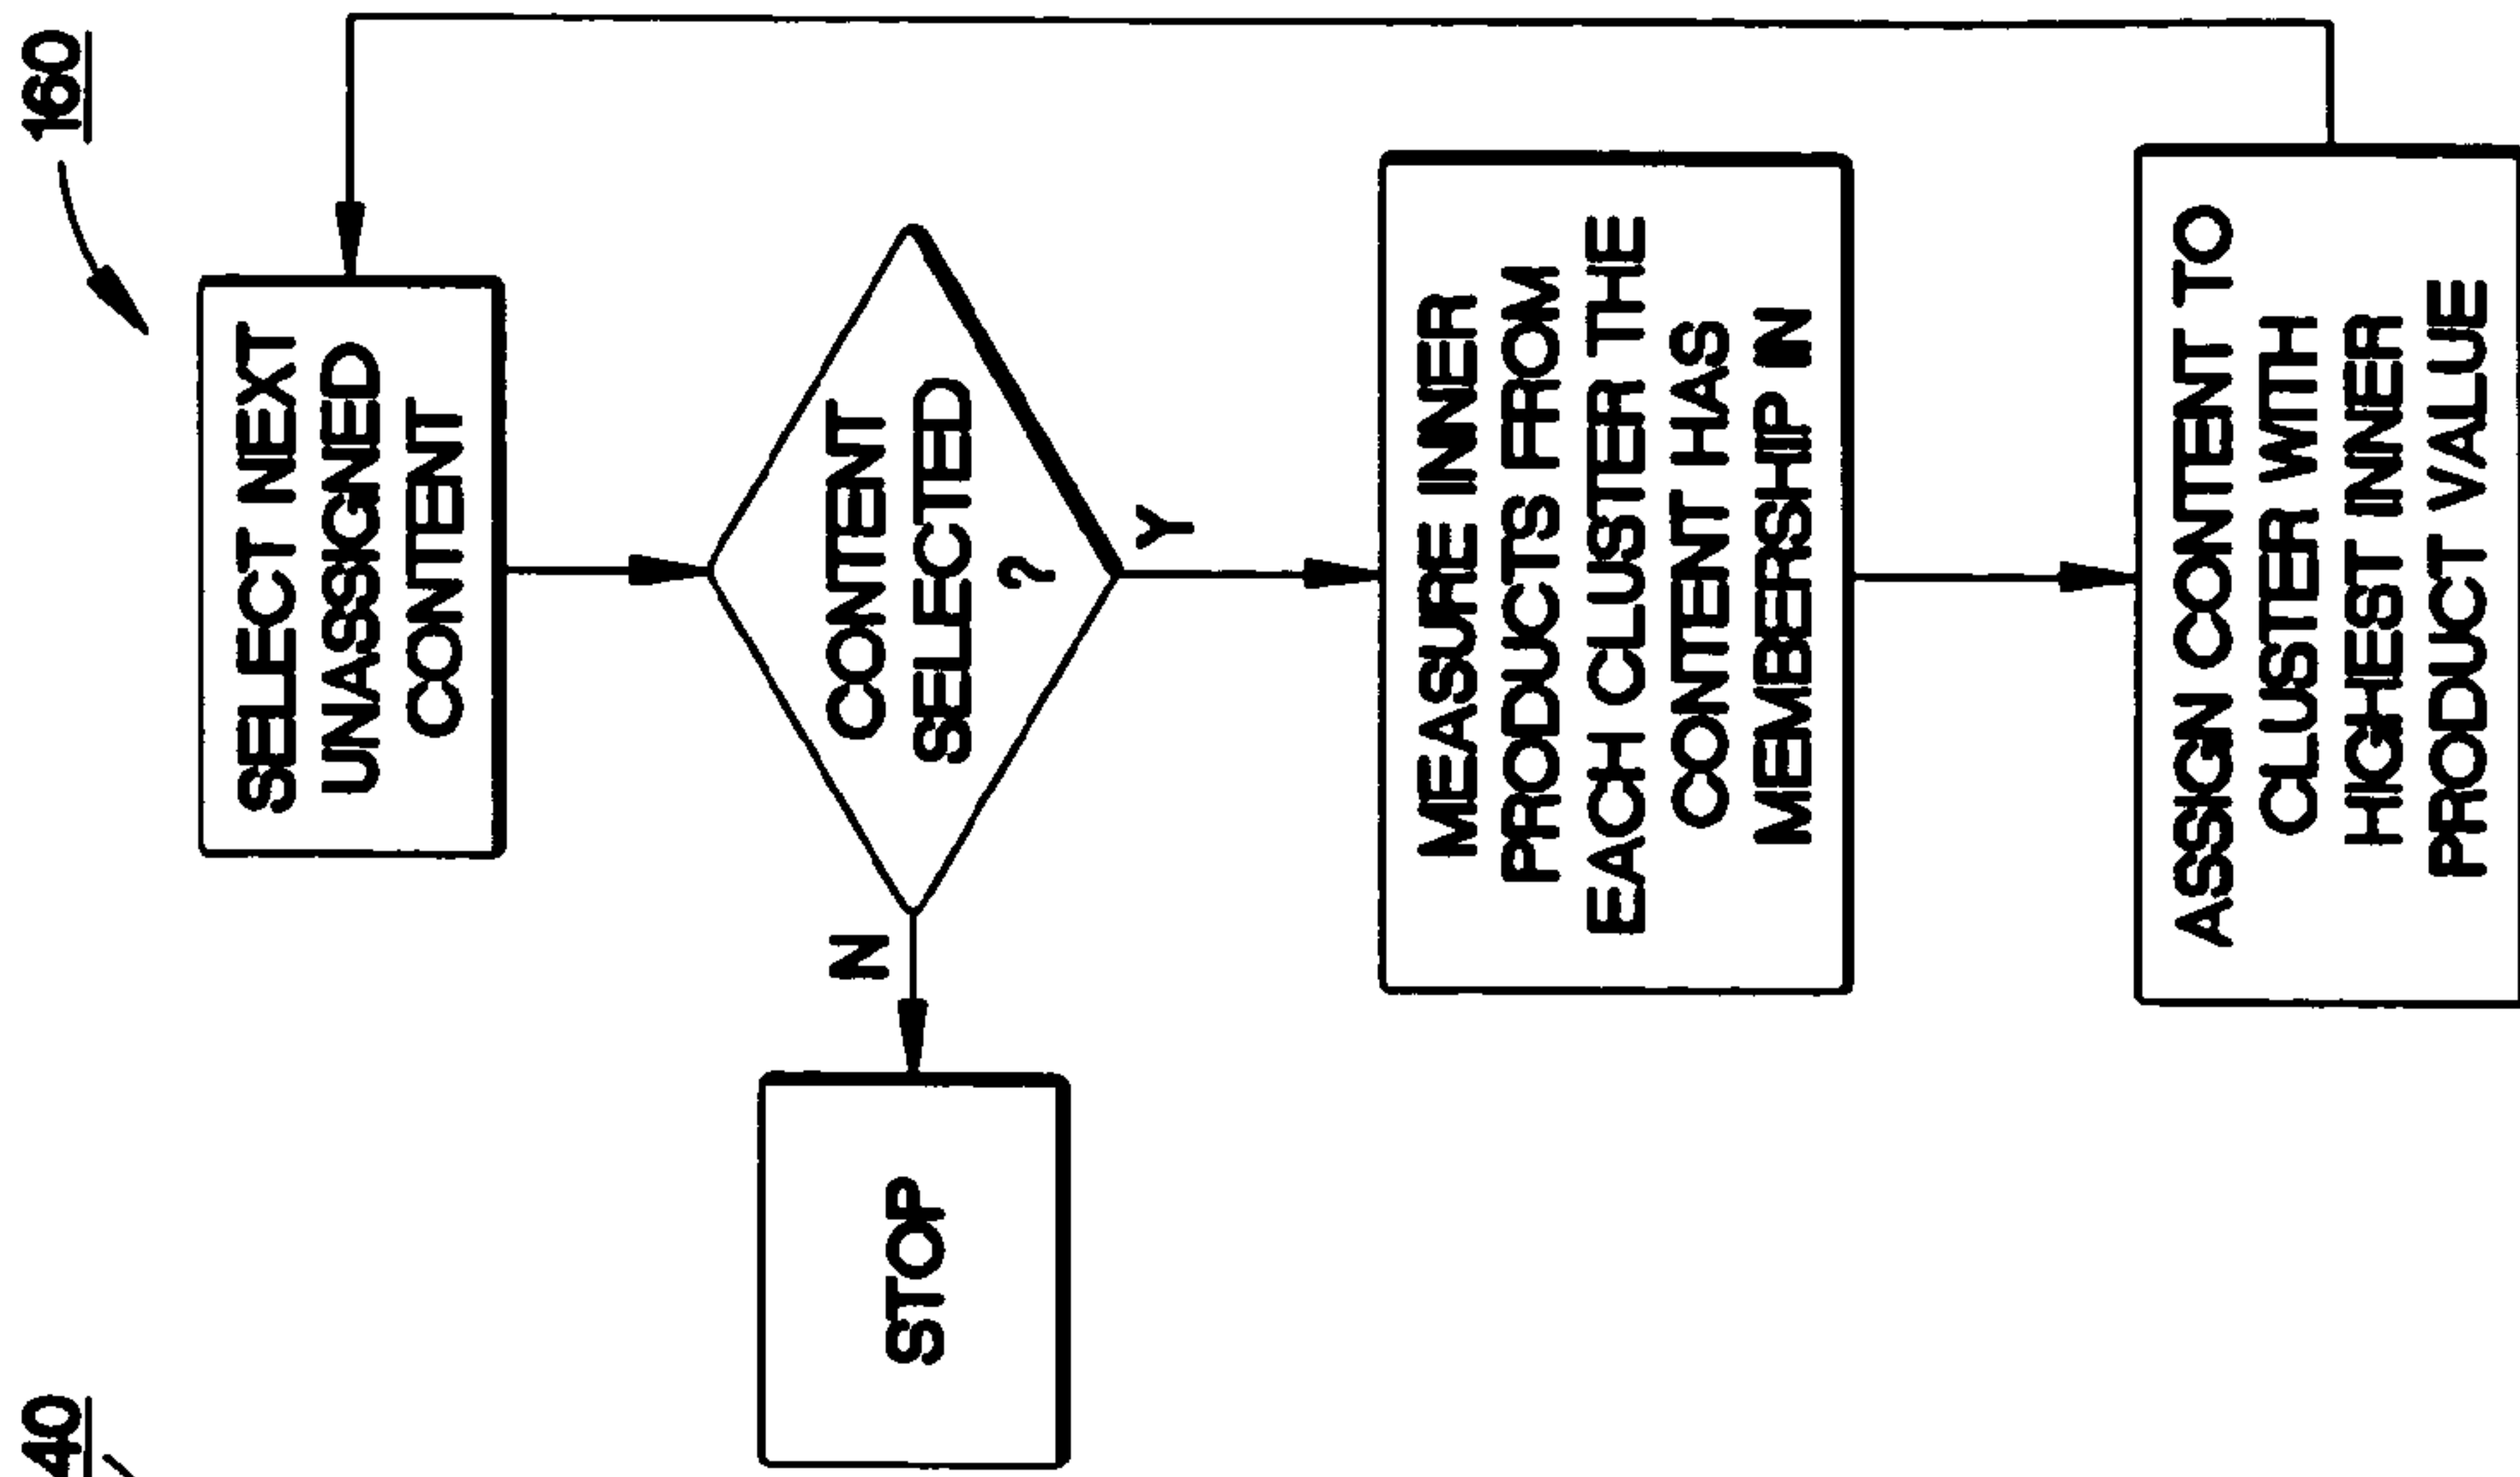 160
SELECT NEXT
UNASSIGNED
CONTENT
CONTENT
SELECTED
?
N
Y
STOP
MEASURE INNER
PRODUCTS FROM
EACH CLUSTER THE
CONTENT HAS
MEMBERSHIP IN
ASSIGN CONTENT TO
CLUSTER WITH
HIGHEST INNER
PRODUCT VALUE